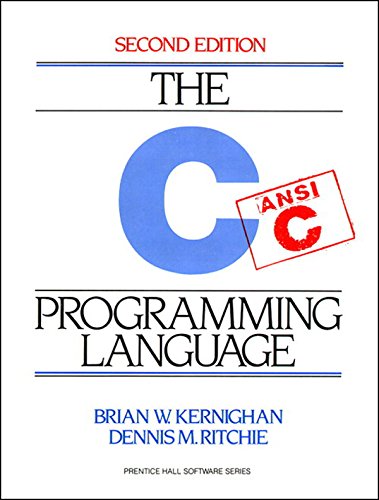 SECOND EDITION
THE
C
ANSI
C
PROGRAMMING
LANGUAGE
BRIAN W. KERNIGHAN
DENNIS M. RITCHIE
PRENTICE HALL SOFTWARE SERIES